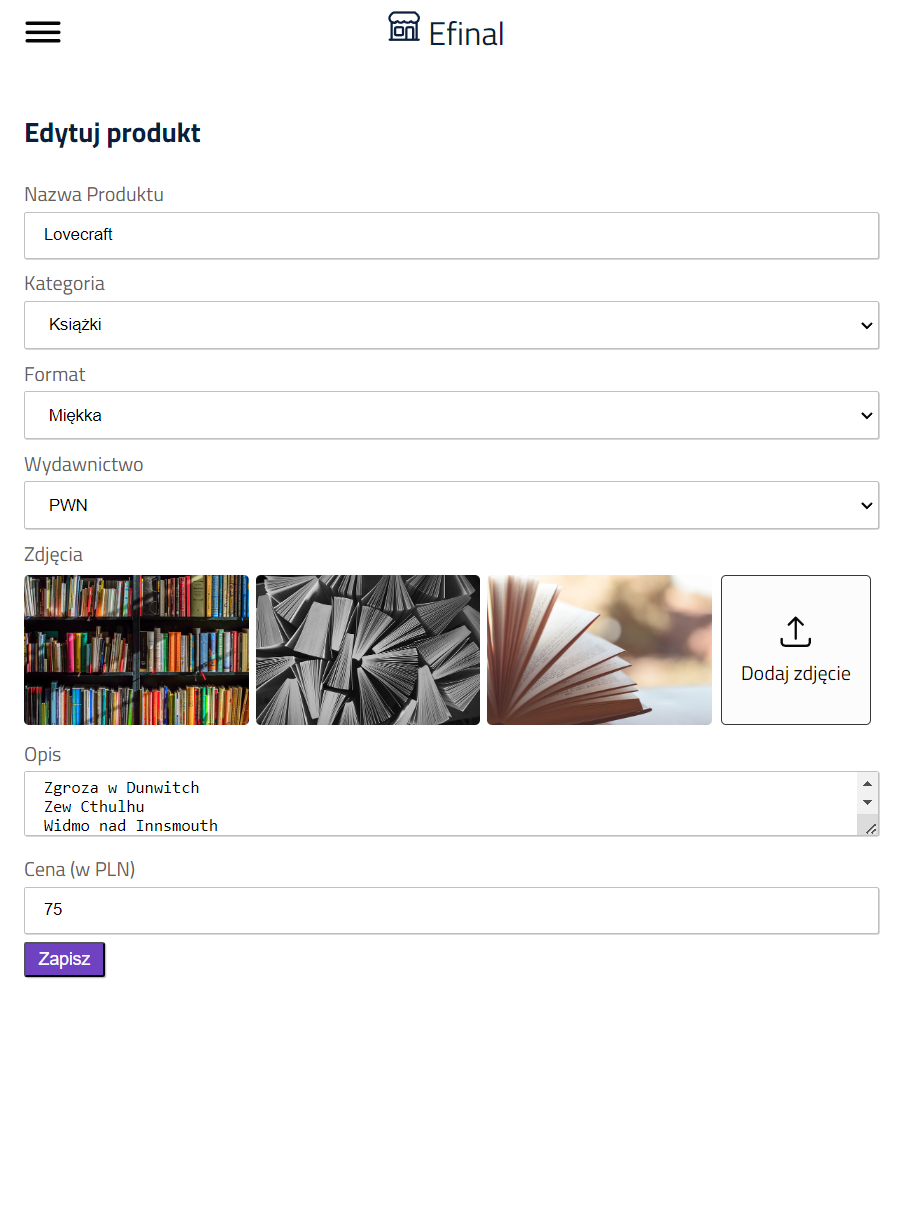 Efinal
Edytuj produkt
Nazwa Produktu
Lovecraft
Kategoria
Książki
Format
Miękka
Wydawnictwo
PWN
Zdjęcia
Dodaj zdjęcie
Opis
Zgroza w Dunwitch
Zew Cthulhu
Widmo nad Innsmouth
Cena (w PLN)
75
Zapisz